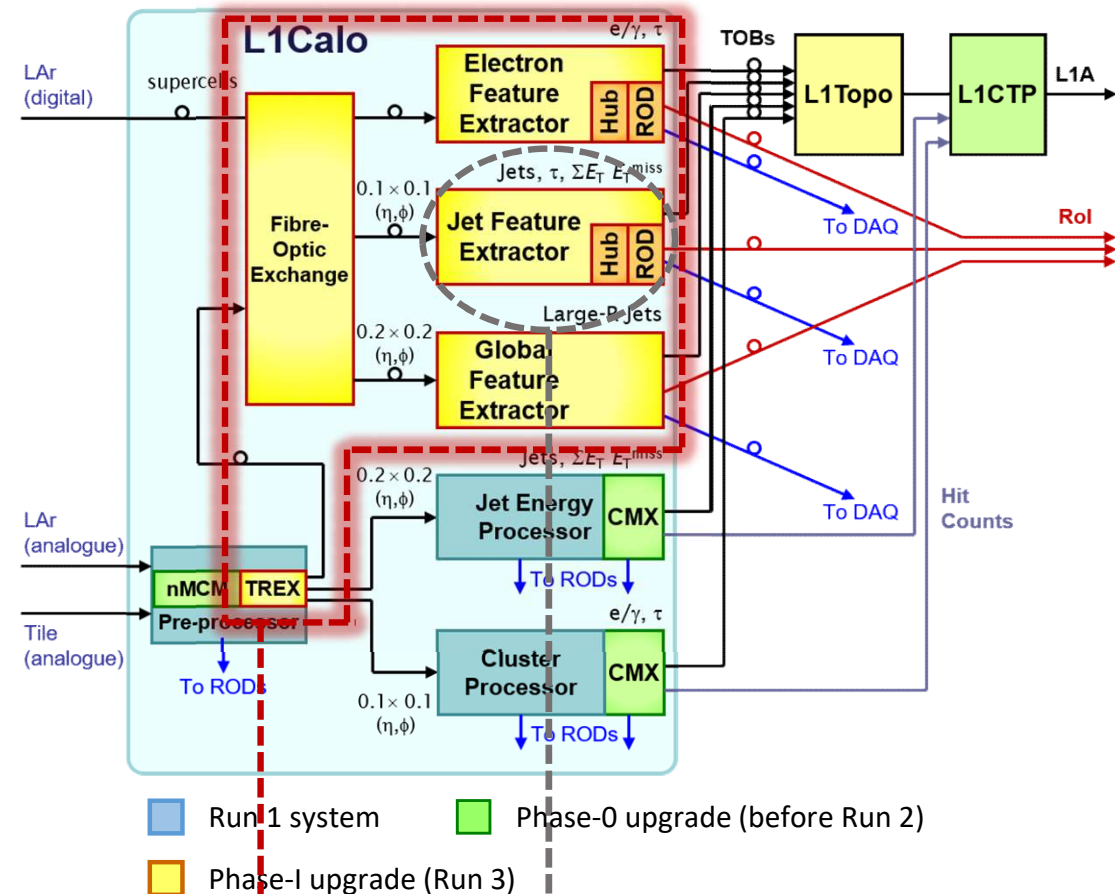 L1Calo
e/γ, τ
TOBs
LAr
(digital)
supercells
Electron
Feature
Extractor
Hub
ROD
L1Topo
L1CTP
L1A
Jets, τ, ΣE_T E_T^miss
0.1 × 0.1
(η,ϕ)
Fibre-
Optic
Exchange
Jet Feature
Extractor
Hub
ROD
To DAQ
RoI
Large-R Jets
0.2 × 0.2
(η,ϕ)
Global
Feature
Extractor
To DAQ
Jets, ΣE_T E_T^miss
0.2 × 0.2
(η,ϕ)
Jet Energy
Processor
CMX
To DAQ
Hit
Counts
LAr
(analogue)
nMCM
TREX
Pre-processor
To RODs
Tile
(analogue)
To RODs
e/γ, τ
Cluster
Processor
CMX
0.1 × 0.1
(η,ϕ)
To RODs
Run 1 system
Phase-0 upgrade (before Run 2)
Phase-I upgrade (Run 3)